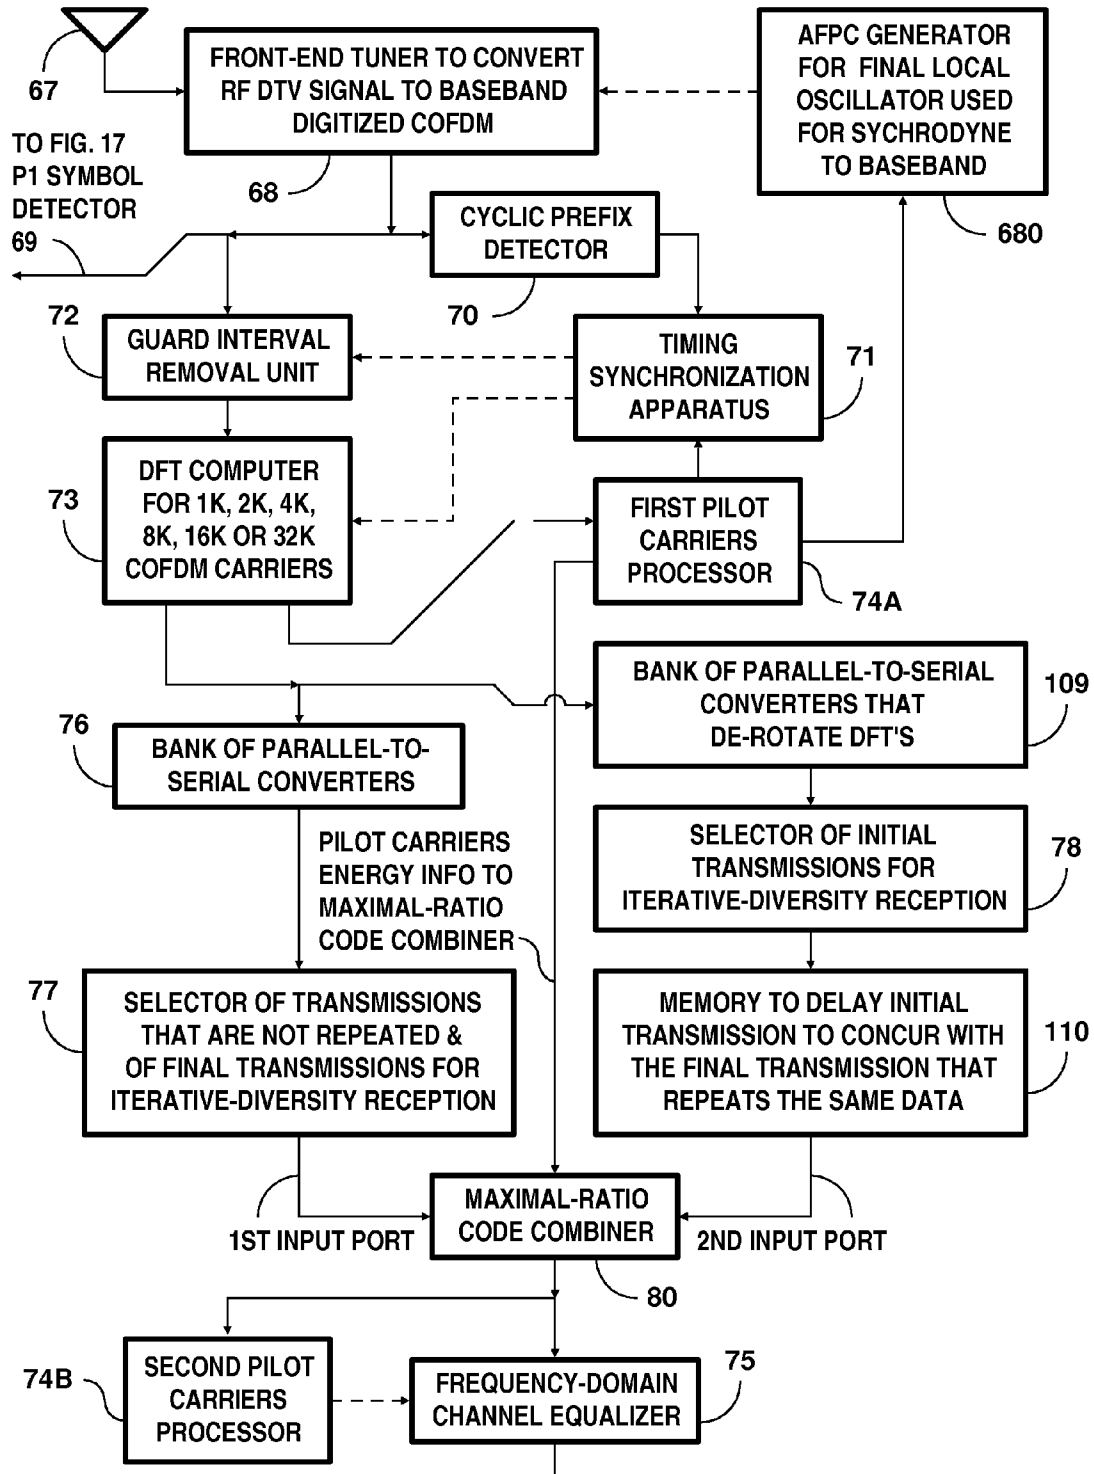 67
FRONT-END TUNER TO CONVERT
RF DTV SIGNAL TO BASEBAND
DIGITIZED COFDM
68
AFPC GENERATOR
FOR FINAL LOCAL
OSCILLATOR USED
FOR SYCHRODYNE
TO BASEBAND
680
TO FIG. 17
P1 SYMBOL
DETECTOR
69
CYCLIC PREFIX
DETECTOR
70
72
GUARD INTERVAL
REMOVAL UNIT
TIMING
SYNCHRONIZATION
APPARATUS
71
73
DFT COMPUTER
FOR 1K, 2K, 4K,
8K, 16K OR 32K
COFDM CARRIERS
FIRST PILOT
CARRIERS
PROCESSOR
74A
BANK OF PARALLEL-TO-SERIAL
CONVERTERS THAT
DE-ROTATE DFT'S
109
76
BANK OF PARALLEL-TO-
SERIAL CONVERTERS
PILOT CARRIERS
ENERGY INFO TO
MAXIMAL-RATIO
CODE COMBINER
SELECTOR OF INITIAL
TRANSMISSIONS FOR
ITERATIVE-DIVERSITY RECEPTION
78
77
SELECTOR OF TRANSMISSIONS
THAT ARE NOT REPEATED &
OF FINAL TRANSMISSIONS FOR
ITERATIVE-DIVERSITY RECEPTION
MEMORY TO DELAY INITIAL
TRANSMISSION TO CONCUR WITH
THE FINAL TRANSMISSION THAT
REPEATS THE SAME DATA
110
1ST INPUT PORT
MAXIMAL-RATIO
CODE COMBINER
2ND INPUT PORT
80
74B
SECOND PILOT
CARRIERS
PROCESSOR
FREQUENCY-DOMAIN
CHANNEL EQUALIZER
75